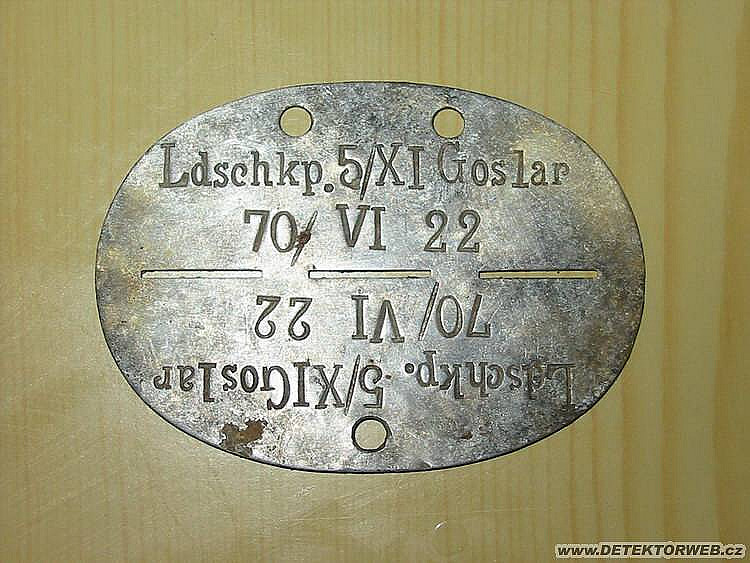 Ldschkp. 5/XI Goslar
70/ VI 22
70/ VI 22
Ldschkp. 5/XI Goslar
www.DETEKTORWEB.cz